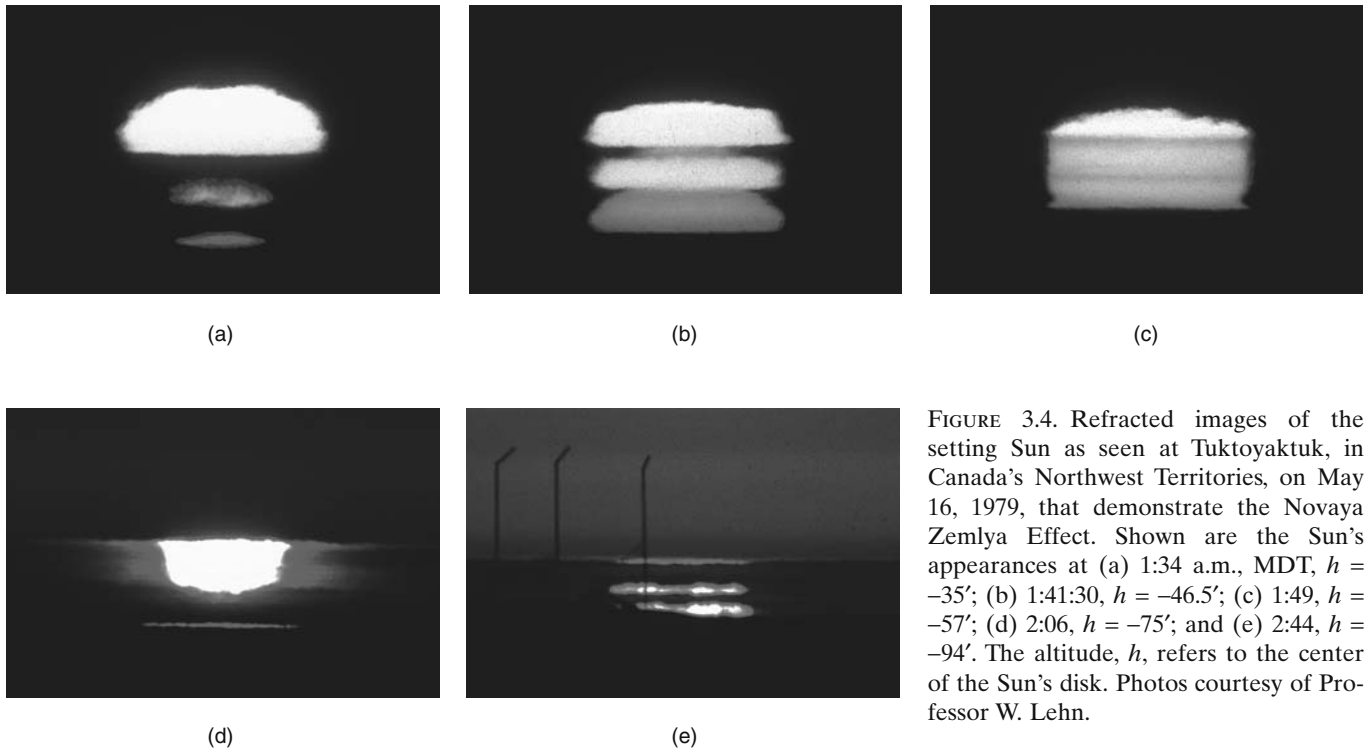 (a)
(b)
(c)
(d)
(e)
FIGURE 3.4. Refracted images of the
setting Sun as seen at Tuktoyaktuk, in
Canada's Northwest Territories, on May
16, 1979, that demonstrate the Novaya
Zemlya Effect. Shown are the Sun's
appearances at (a) 1:34 a.m., MDT, h =
–35′; (b) 1:41:30, h = –46.5′; (c) 1:49, h =
–57′; (d) 2:06, h = –75′; and (e) 2:44, h =
–94′. The altitude, h, refers to the center
of the Sun's disk. Photos courtesy of Pro-
fessor W. Lehn.